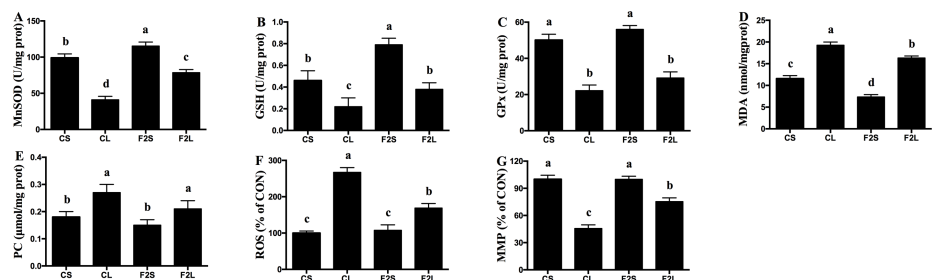 A
MnSOD (U/mg prot)
150
100
50
0
b
d
a
c
CS CL F2S F2L
B
GSH (U/mg prot)
1.0
0.8
0.6
0.4
0.2
0.0
b
c
a
b
CS CL F2S F2L
C
GPx (U/mg prot)
60
40
20
0
a
b
a
b
CS CL F2S F2L
D
MDA (nmol/mgprot)
25
20
15
10
5
0
c
a
d
b
CS CL F2S F2L
E
PC (μmol/mg prot)
0.4
0.3
0.2
0.1
0.0
b
a
b
a
CS CL F2S F2L
F
ROS (% of CON)
300
200
100
0
c
a
c
b
CS CL F2S F2L
G
MMP (% of CON)
120
90
60
30
0
a
c
a
b
CS CL F2S F2L